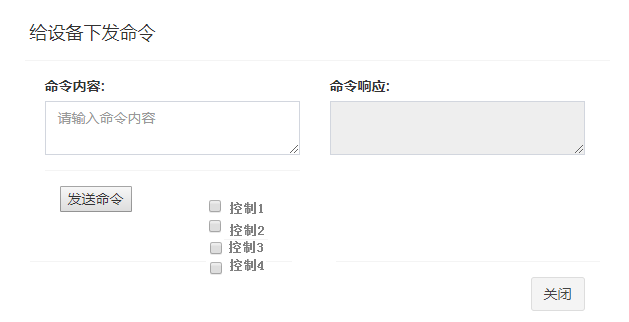 给设备下发命令
命令内容: 命令响应:
请输入命令内容
发送命令
控制1
控制2
控制3
控制4
关闭